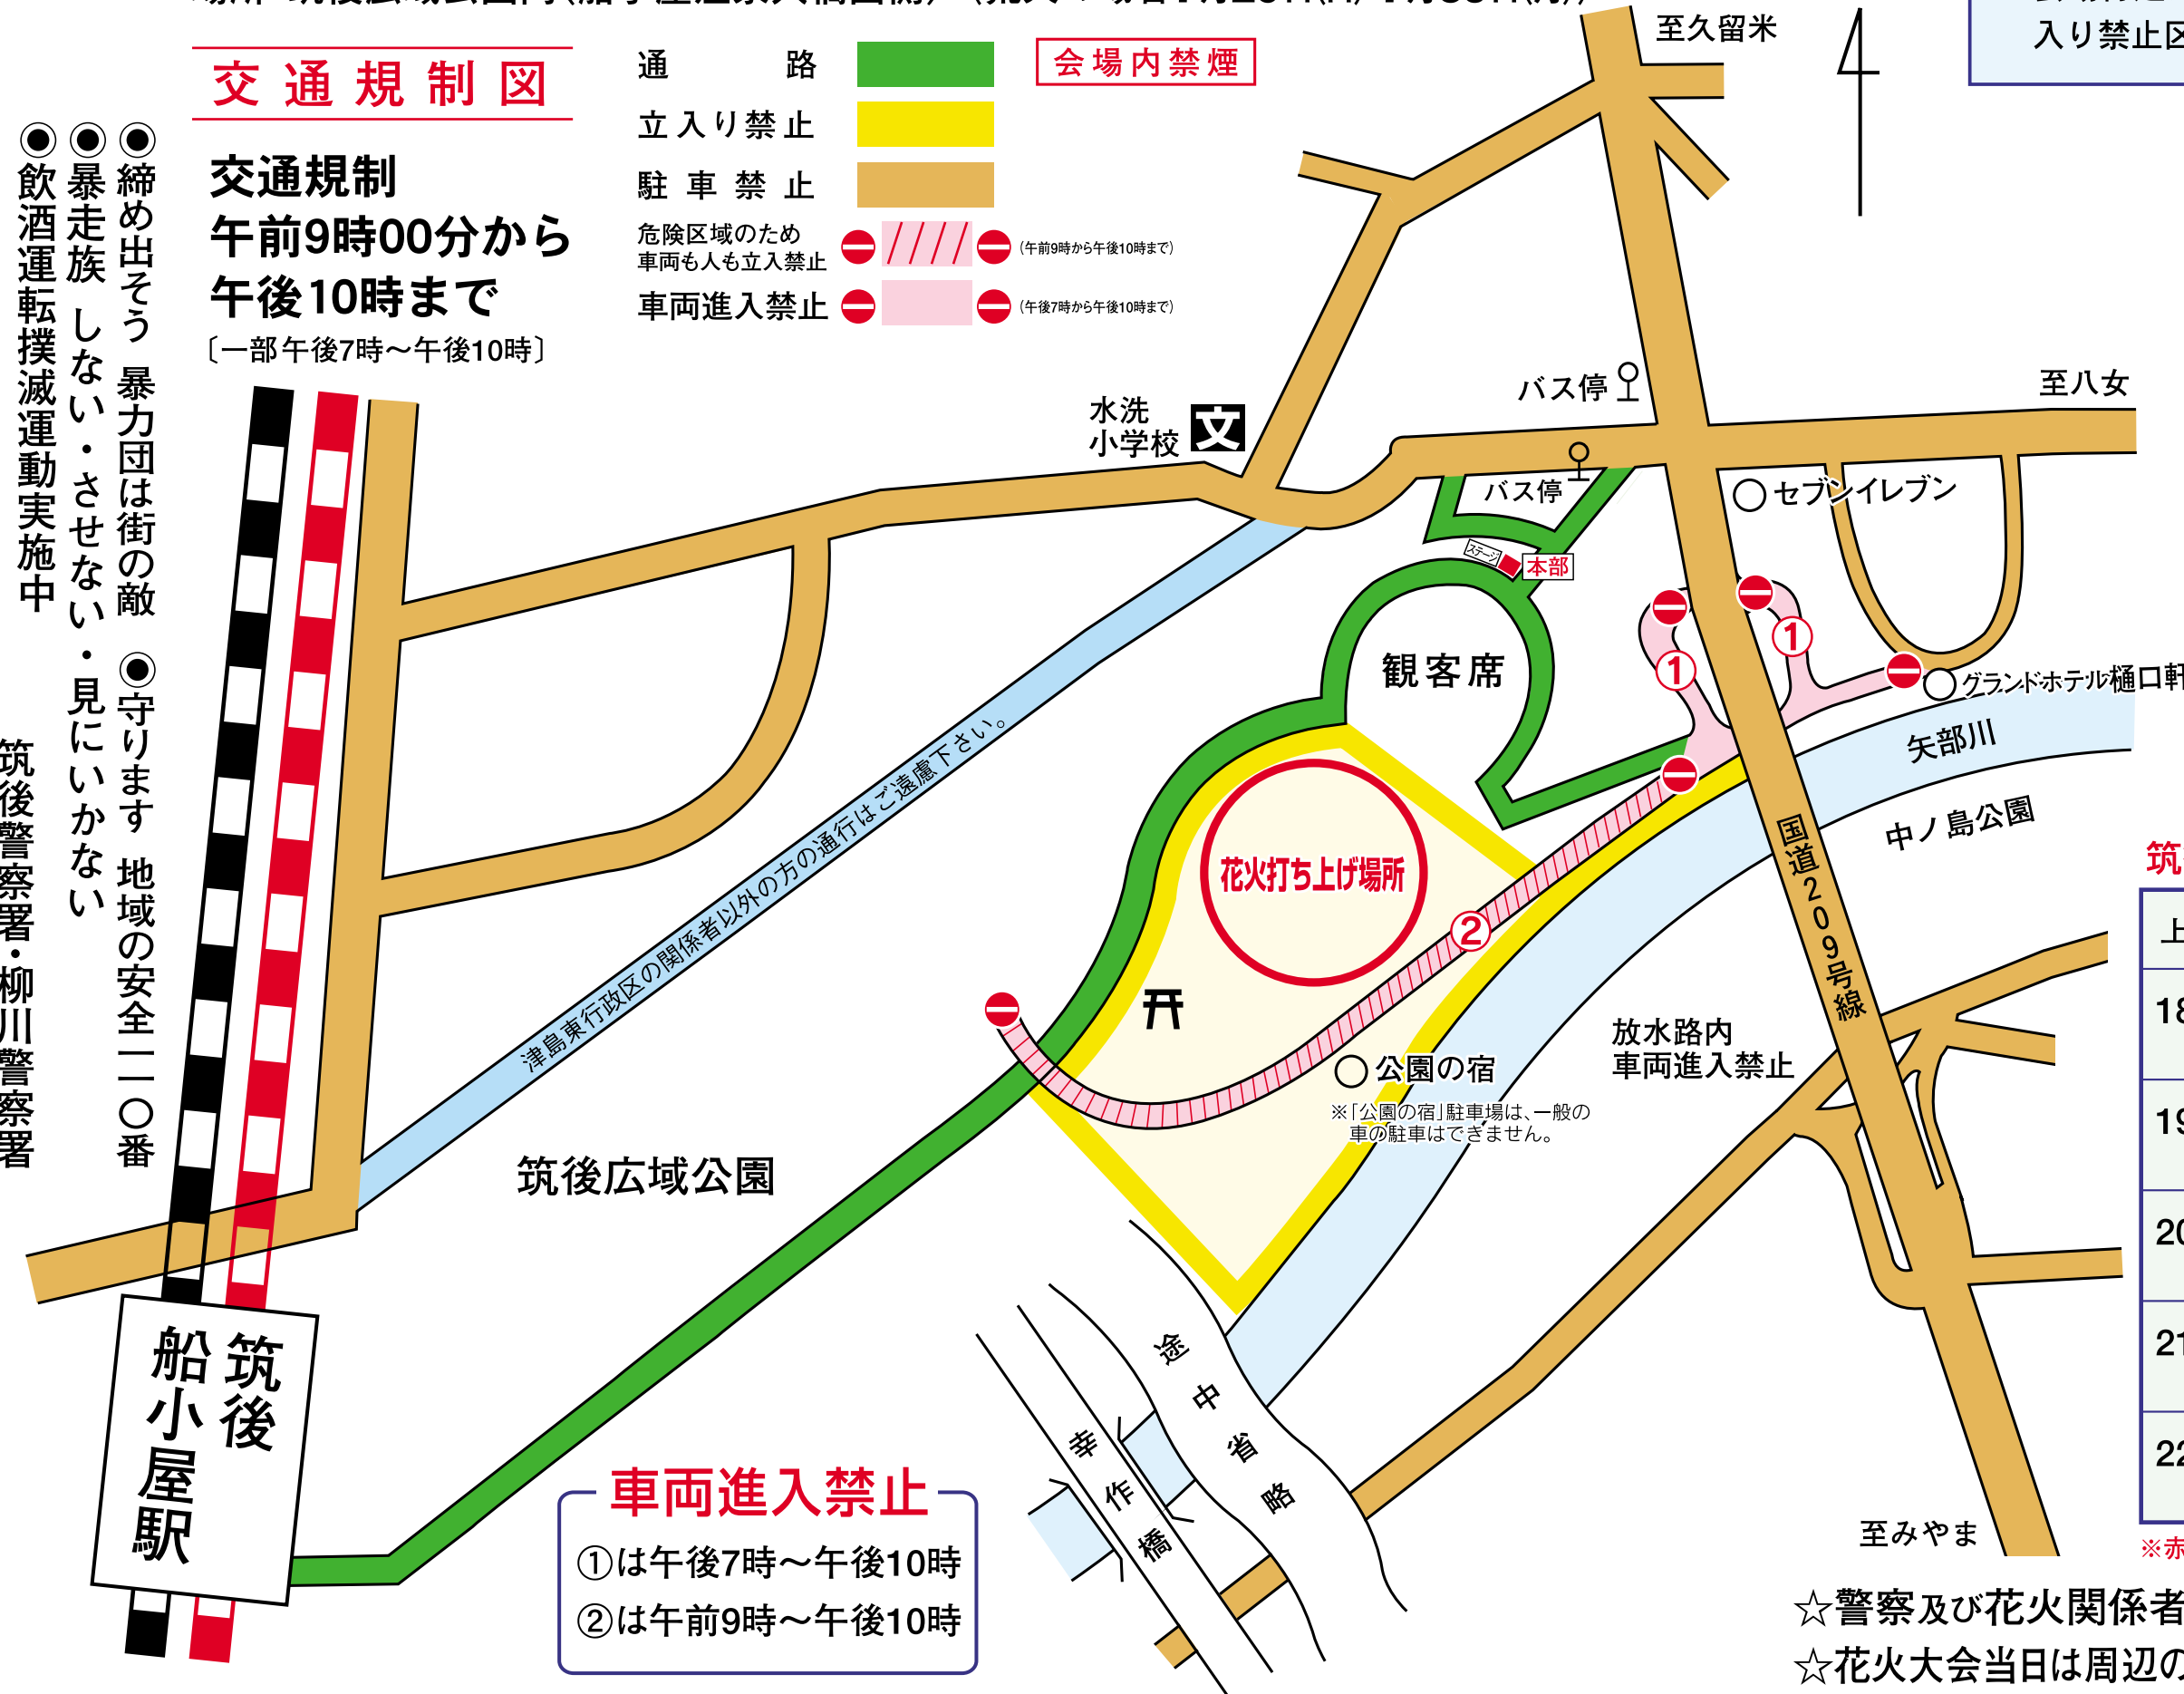 交通規制図
交通規制
午前9時00分から
午後10時まで
〔一部午後7時～午後10時〕
通路
立入り禁止
駐車禁止
危険区域のため
車両も人も立入禁止
(午前9時から午後10時まで)
車両進入禁止
(午後7時から午後10時まで)
会場内禁煙
至久留米
入り禁止区
◉締め出そう 暴力団は街の敵 ◉守ります 地域の安全一一〇番
◉暴走族 しない・させない・見にいかない
◉飲酒運転撲滅運動実施中
筑後警察署・柳川警察署
水洗
小学校
文
バス停
バス停
至八女
セブンイレブン
ステージ
本部
観客席
1
1
グランドホテル樋口軒
矢部川
中ノ島公園
国道209号線
津島東行政区の関係者以外の方の通行はご遠慮下さい。
花火打ち上げ場所
2
公園の宿
※「公園の宿」駐車場は、一般の
車の駐車はできません。
放水路内
車両進入禁止
筑後広域公園
筑後
船小屋駅
途中省略
幸作橋
車両進入禁止
①は午後7時～午後10時
②は午前9時～午後10時
至みやま
筑
上
18
19
20
21
22
※赤
☆警察及び花火関係者
☆花火大会当日は周辺の